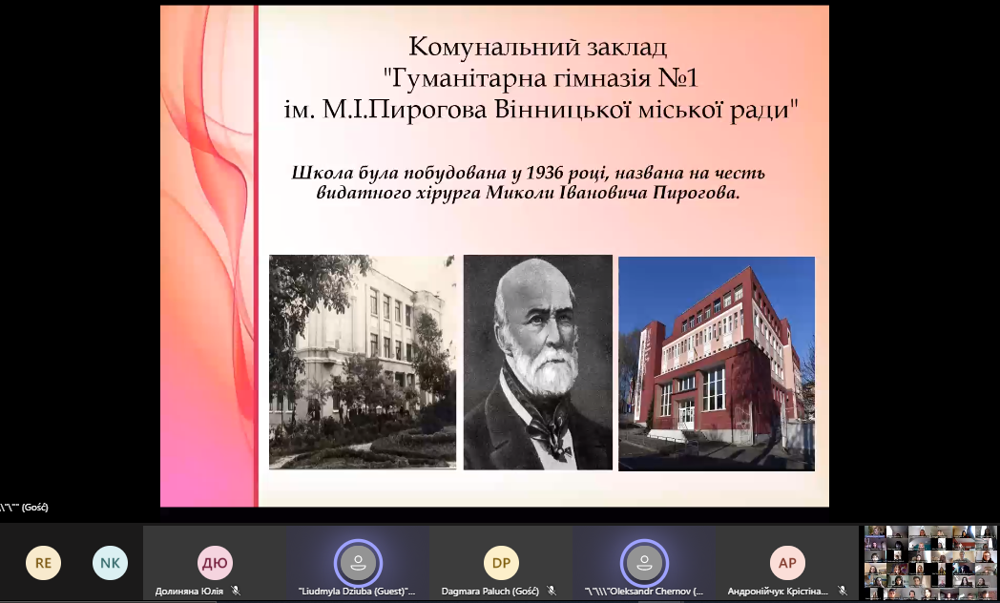 Комунальний заклад
"Гуманітарна гімназія №1
ім. М.І.Пирогова Вінницької міської ради"
Школа була побудована у 1936 році, названа на честь
видатного хірурга Миколи Івановича Пирогова.
\"\"" (Gość)
RE
NK
ДЮ
DP
АР
Долиняна Юлія
"Liudmyla Dziuba (Guest)"...
Dagmara Paluch (Gość)
"\"\\\"Oleksandr Chernov (...
Андронійчук Крістіна...